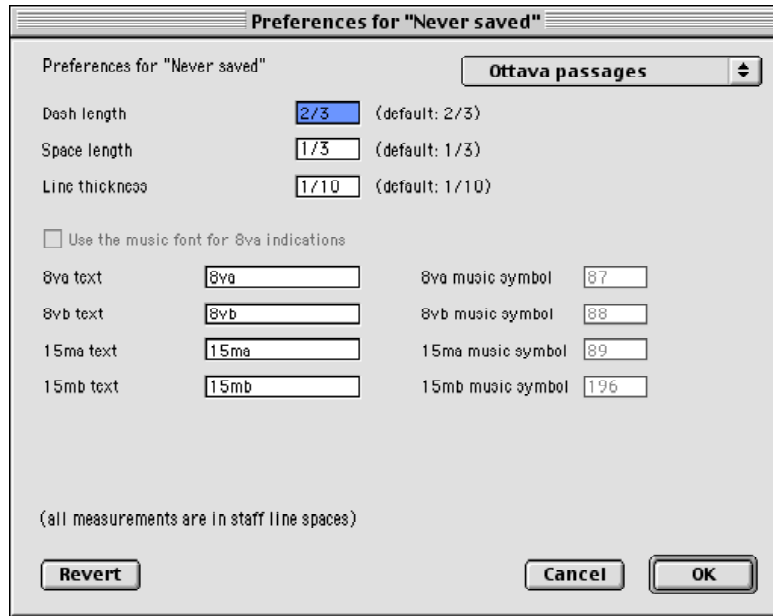 Preferences for "Never saved"
Preferences for "Never saved" Ottava passages
Dash length 2/3 (default: 2/3)
Space length 1/3 (default: 1/3)
Line thickness 1/10 (default: 1/10)
Use the music font for 8va indications
8va text 8va 8va music symbol 87
8vb text 8vb 8vb music symbol 88
15ma text 15ma 15ma music symbol 89
15mb text 15mb 15mb music symbol 196
(all measurements are in staff line spaces)
Revert Cancel OK